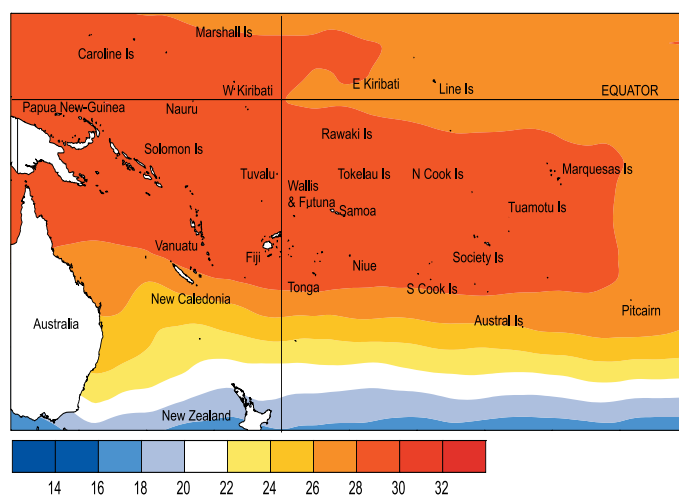 Marshall Is
Caroline Is
W Kiribati
E Kiribati
Line Is
EQUATOR
Papua New-Guinea
Nauru
Rawaki Is
Solomon Is
Tuvalu
Tokelau Is
N Cook Is
Marquesas Is
Wallis
& Futuna
Samoa
Tuamotu Is
Vanuatu
Fiji
Niue
Society Is
Tonga
S Cook Is
New Caledonia
Pitcairn
Australia
Austral Is
New Zealand
14 16 18 20 22 24 26 28 30 32